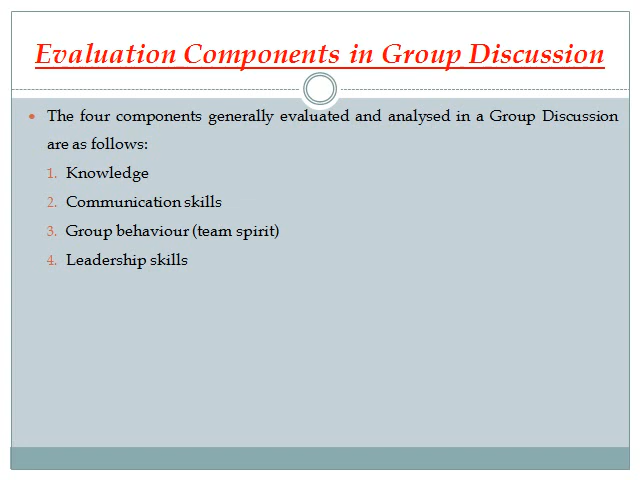 Evaluation Components in Group Discussion
• The four components generally evaluated and analysed in a Group Discussion
are as follows:
1. Knowledge
2. Communication skills
3. Group behaviour (team spirit)
4. Leadership skills